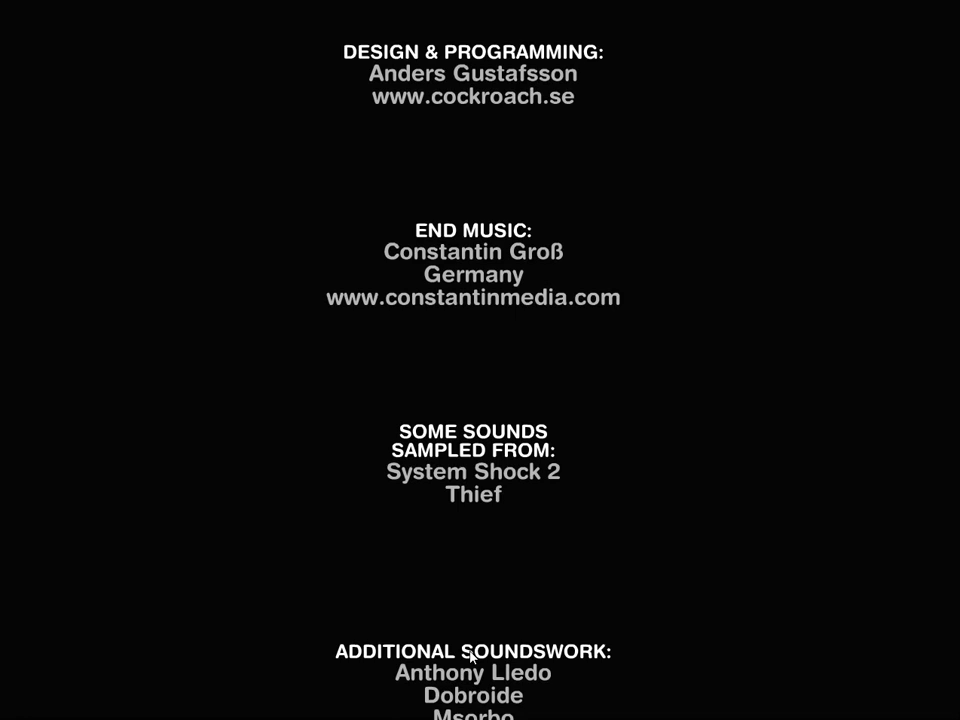 DESIGN & PROGRAMMING:
Anders Gustafsson
www.cockroach.se
END MUSIC:
Constantin Groß
Germany
www.constantinmedia.com
SOME SOUNDS
SAMPLED FROM:
System Shock 2
Thief
ADDITIONAL SOUNDSWORK:
Anthony Lledo
Dobroide
Msorbo